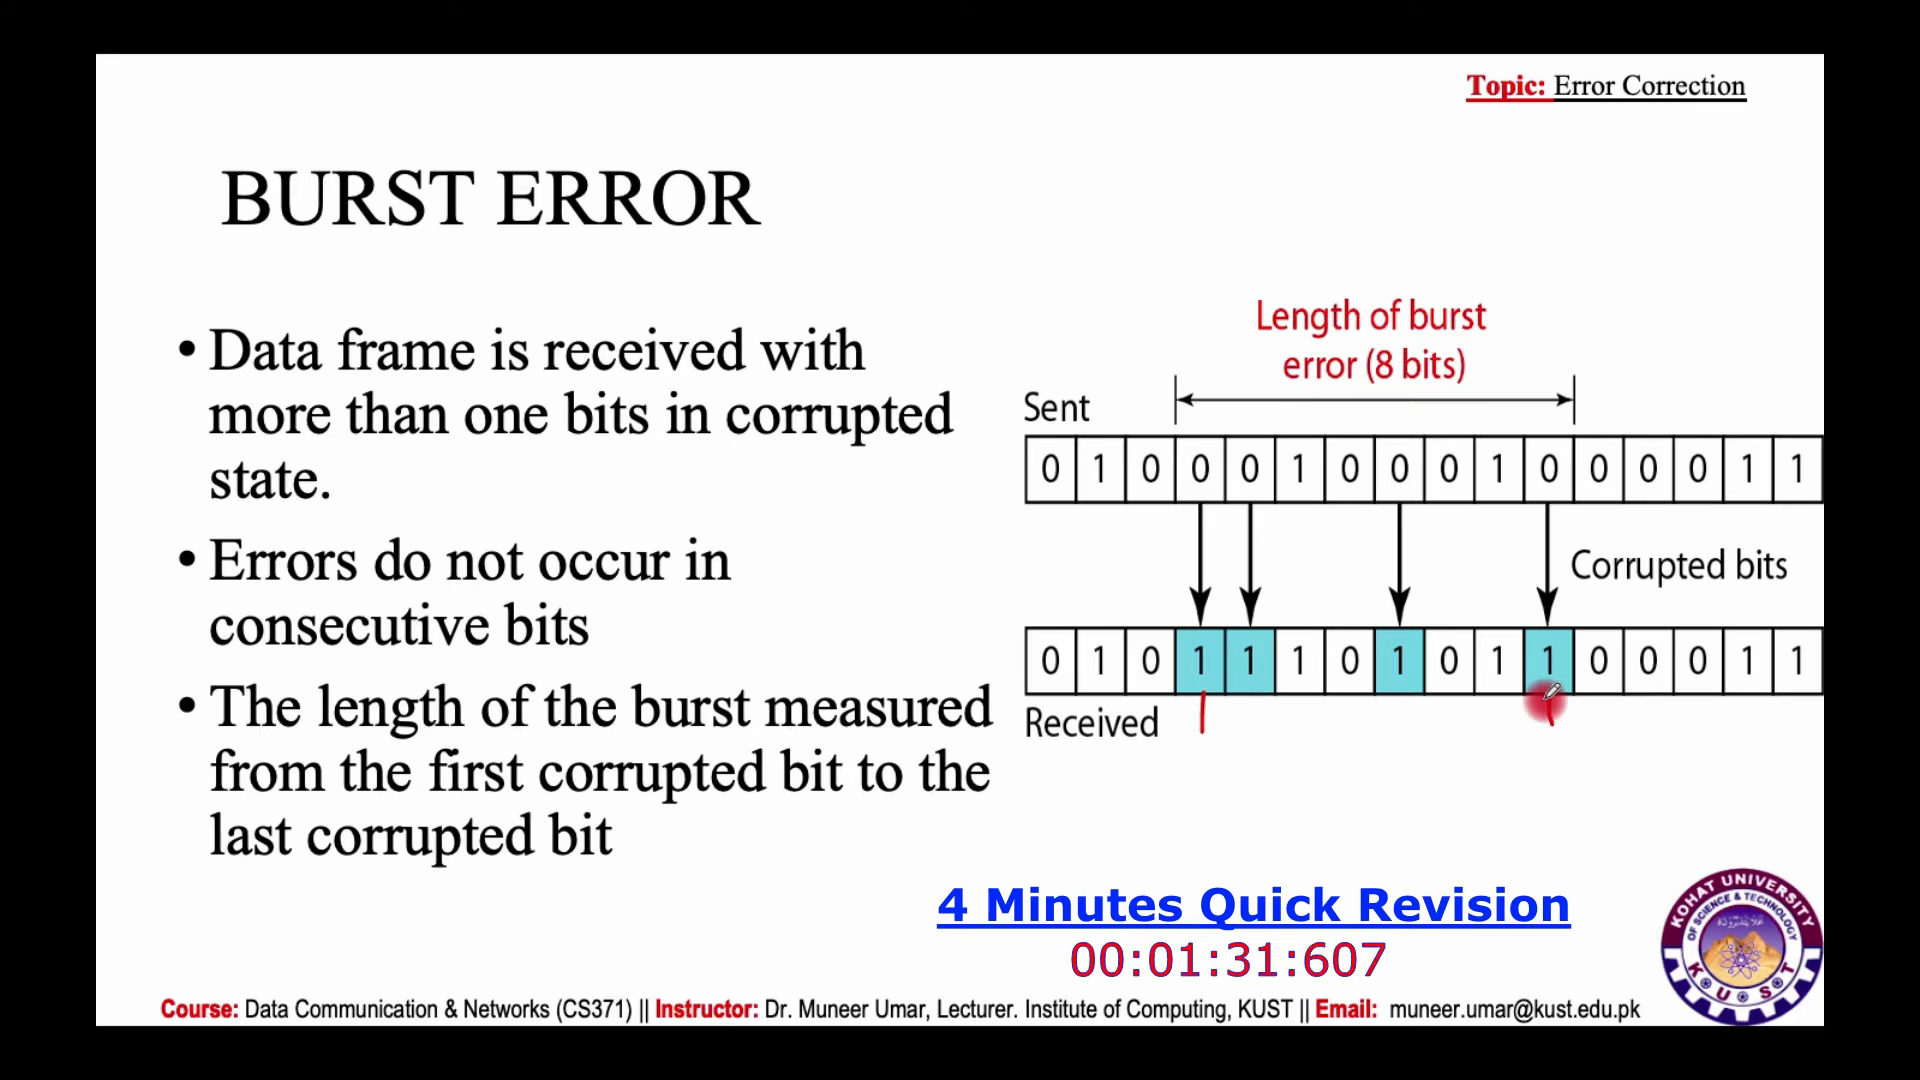 Topic: Error Correction
BURST ERROR
• Data frame is received with
more than one bits in corrupted
state.
• Errors do not occur in
consecutive bits
• The length of the burst measured
from the first corrupted bit to the
last corrupted bit
Length of burst
error (8 bits)
Sent
0 1 0 0 0 1 0 0 0 1 0 0 0 0 1 1
Corrupted bits
0 1 0 1 1 1 0 1 0 1 1 0 0 0 1 1
Received
4 Minutes Quick Revision
00:01:31:607
KOHAT UNIVERSITY
OF SCIENCE & TECHNOLOGY
K U S T
Course: Data Communication & Networks (CS371) || Instructor: Dr. Muneer Umar, Lecturer. Institute of Computing, KUST || Email: muneer.umar@kust.edu.pk